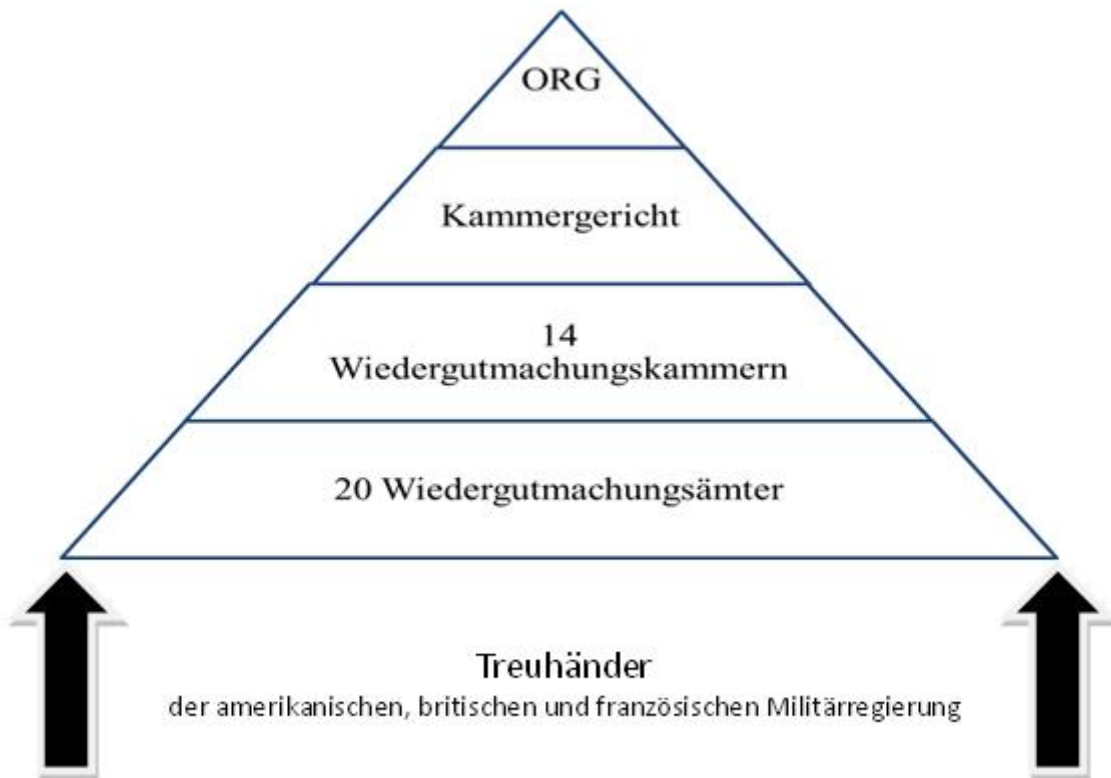 ORG
Kammergericht
14
Wiedergutmachungskammern
20 Wiedergutmachungsämter
Treuhänder
der amerikanischen, britischen und französischen Militärregierung